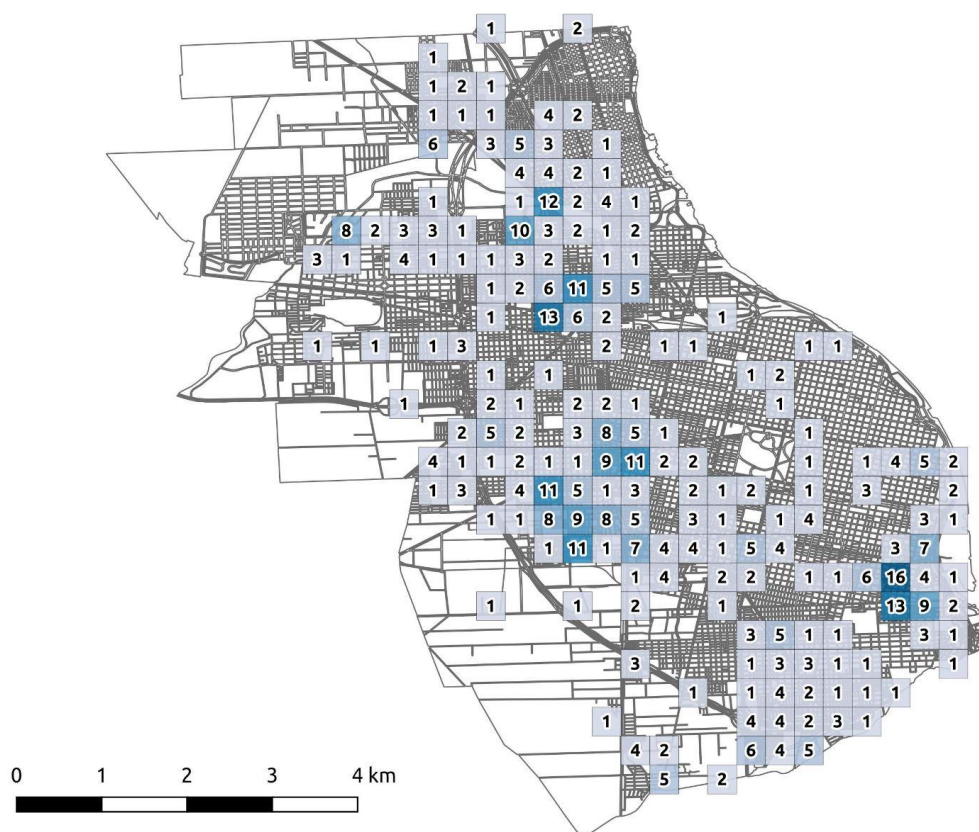 1 2
1
1 2 1
1 1 1 4 2
6 3 5 3 1
4 4 2 1
1 1 12 2 4 1
8 2 3 3 1 10 3 2 1 2
3 1 4 1 1 1 3 2 1 1
1 2 6 11 5 5
1 13 6 2 1
1 1 1 3 2 1 1 1 1
1 1 1 2
1 2 1 2 2 1 1
2 5 2 3 8 5 1 1
4 1 1 2 1 1 9 11 2 2 1 1 4 5 2
1 3 4 11 5 1 3 2 1 2 1 3 2
1 1 8 9 8 5 3 1 1 4 3 1
1 11 1 7 4 4 1 5 4 3 7
1 4 2 2 1 1 6 16 4 1
1 1 2 1 13 9 2
3 5 1 1 3 1
3 1 3 3 1 1 1
1 1 4 2 1 1 1
1 4 4 2 3 1
4 2 6 4 5
5 2
0 1 2 3 4 km